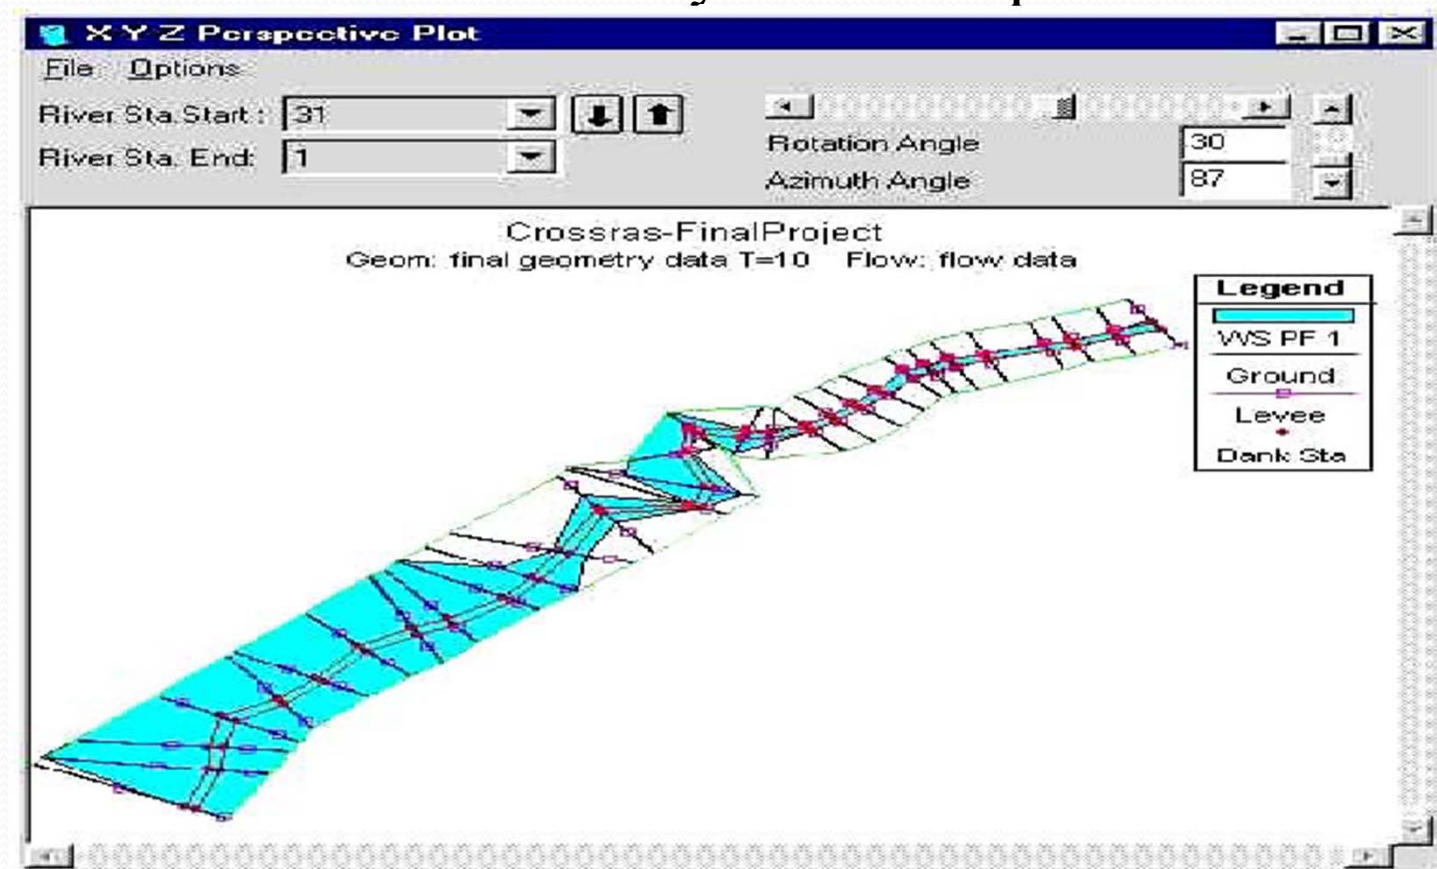 X Y Z Perspective Plot
File Options
River Sta. Start : 31
River Sta. End: 1
Rotation Angle 30
Azimuth Angle 87
Crossras-FinalProject
Geom: final geometry data T=10 Flow: flow data
Legend
WS PF 1
Ground
Levee
Bank Sta